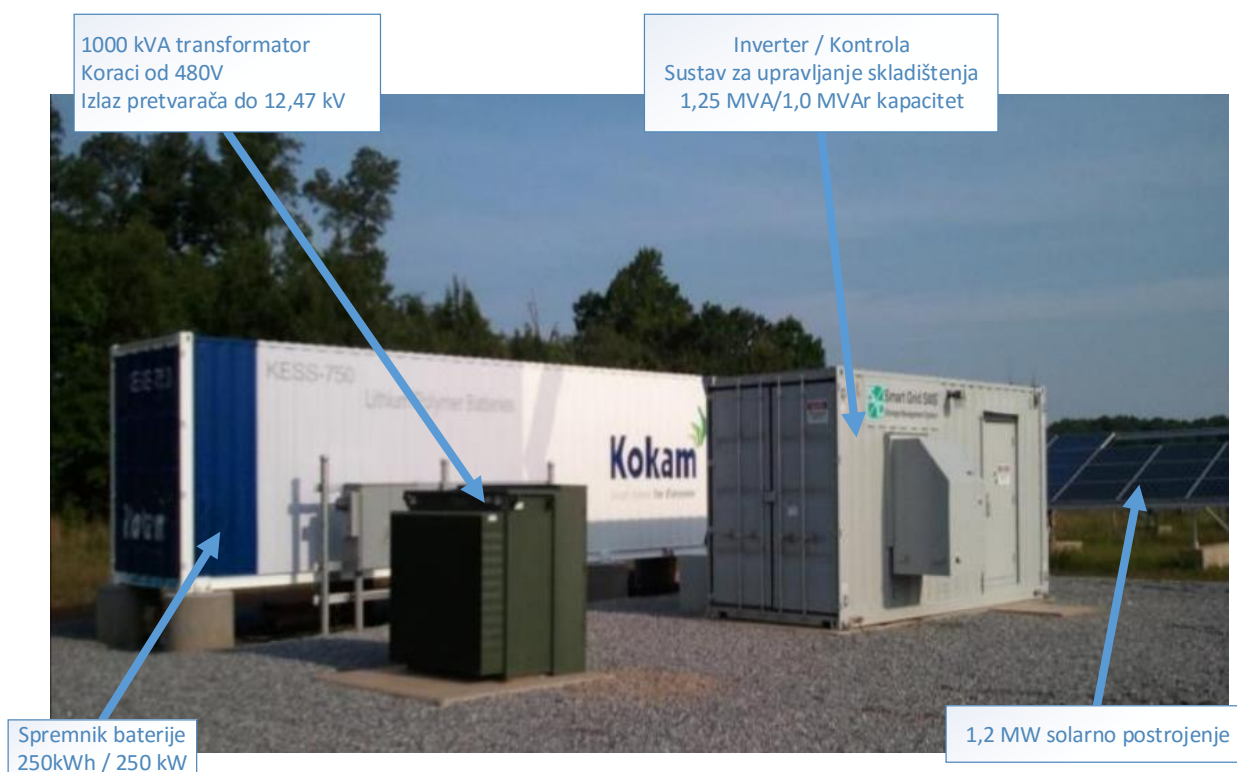 1000 kVA transformator
Koraci od 480V
Izlaz pretvarača do 12,47 kV
Inverter / Kontrola
Sustav za upravljanje skladištenja
1,25 MVA/1,0 MVAr kapacitet
KESS-750
Lithium Polymer Batteries
Kokam
Smart Grid SMS
Spremnik baterije
250kWh / 250 kW
1,2 MW solarno postrojenje